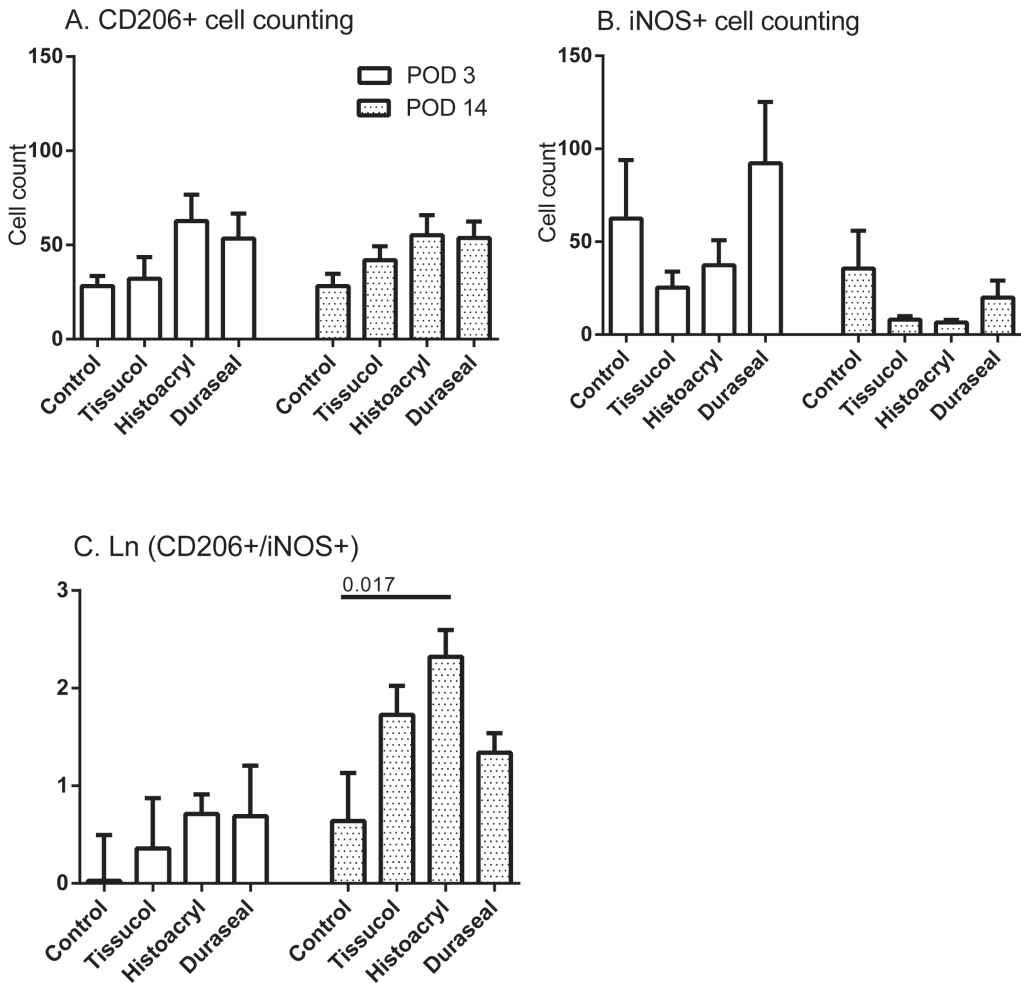 A. CD206+ cell counting
150
100
50
0
Cell count
POD 3
POD 14
Control
Tissucol
Histoacryl
Duraseal
Control
Tissucol
Histoacryl
Duraseal
B. iNOS+ cell counting
150
100
50
0
Cell count
Control
Tissucol
Histoacryl
Duraseal
Control
Tissucol
Histoacryl
Duraseal
C. Ln (CD206+/iNOS+)
3
2
1
0
0.017
Control
Tissucol
Histoacryl
Duraseal
Control
Tissucol
Histoacryl
Duraseal